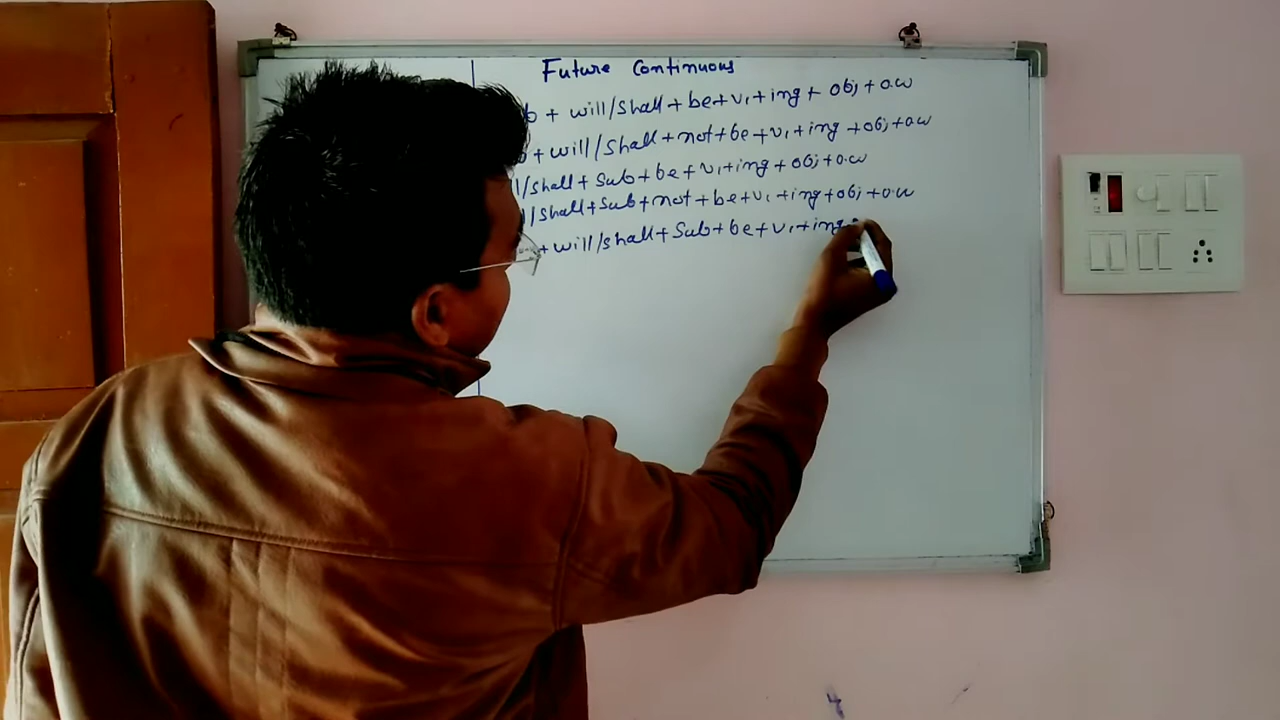 Future Continuous
b + will/shall + be + v₁ + ing + obj + o.w
+ will/shall + not + be + v₁ + ing + obj + o.w
/shall + Sub + be + v₁ + ing + obj + o.w
/shall + Sub + not + be + v₁ + ing + obj + o.w
+ will/shall + Sub + be + v₁ + ing